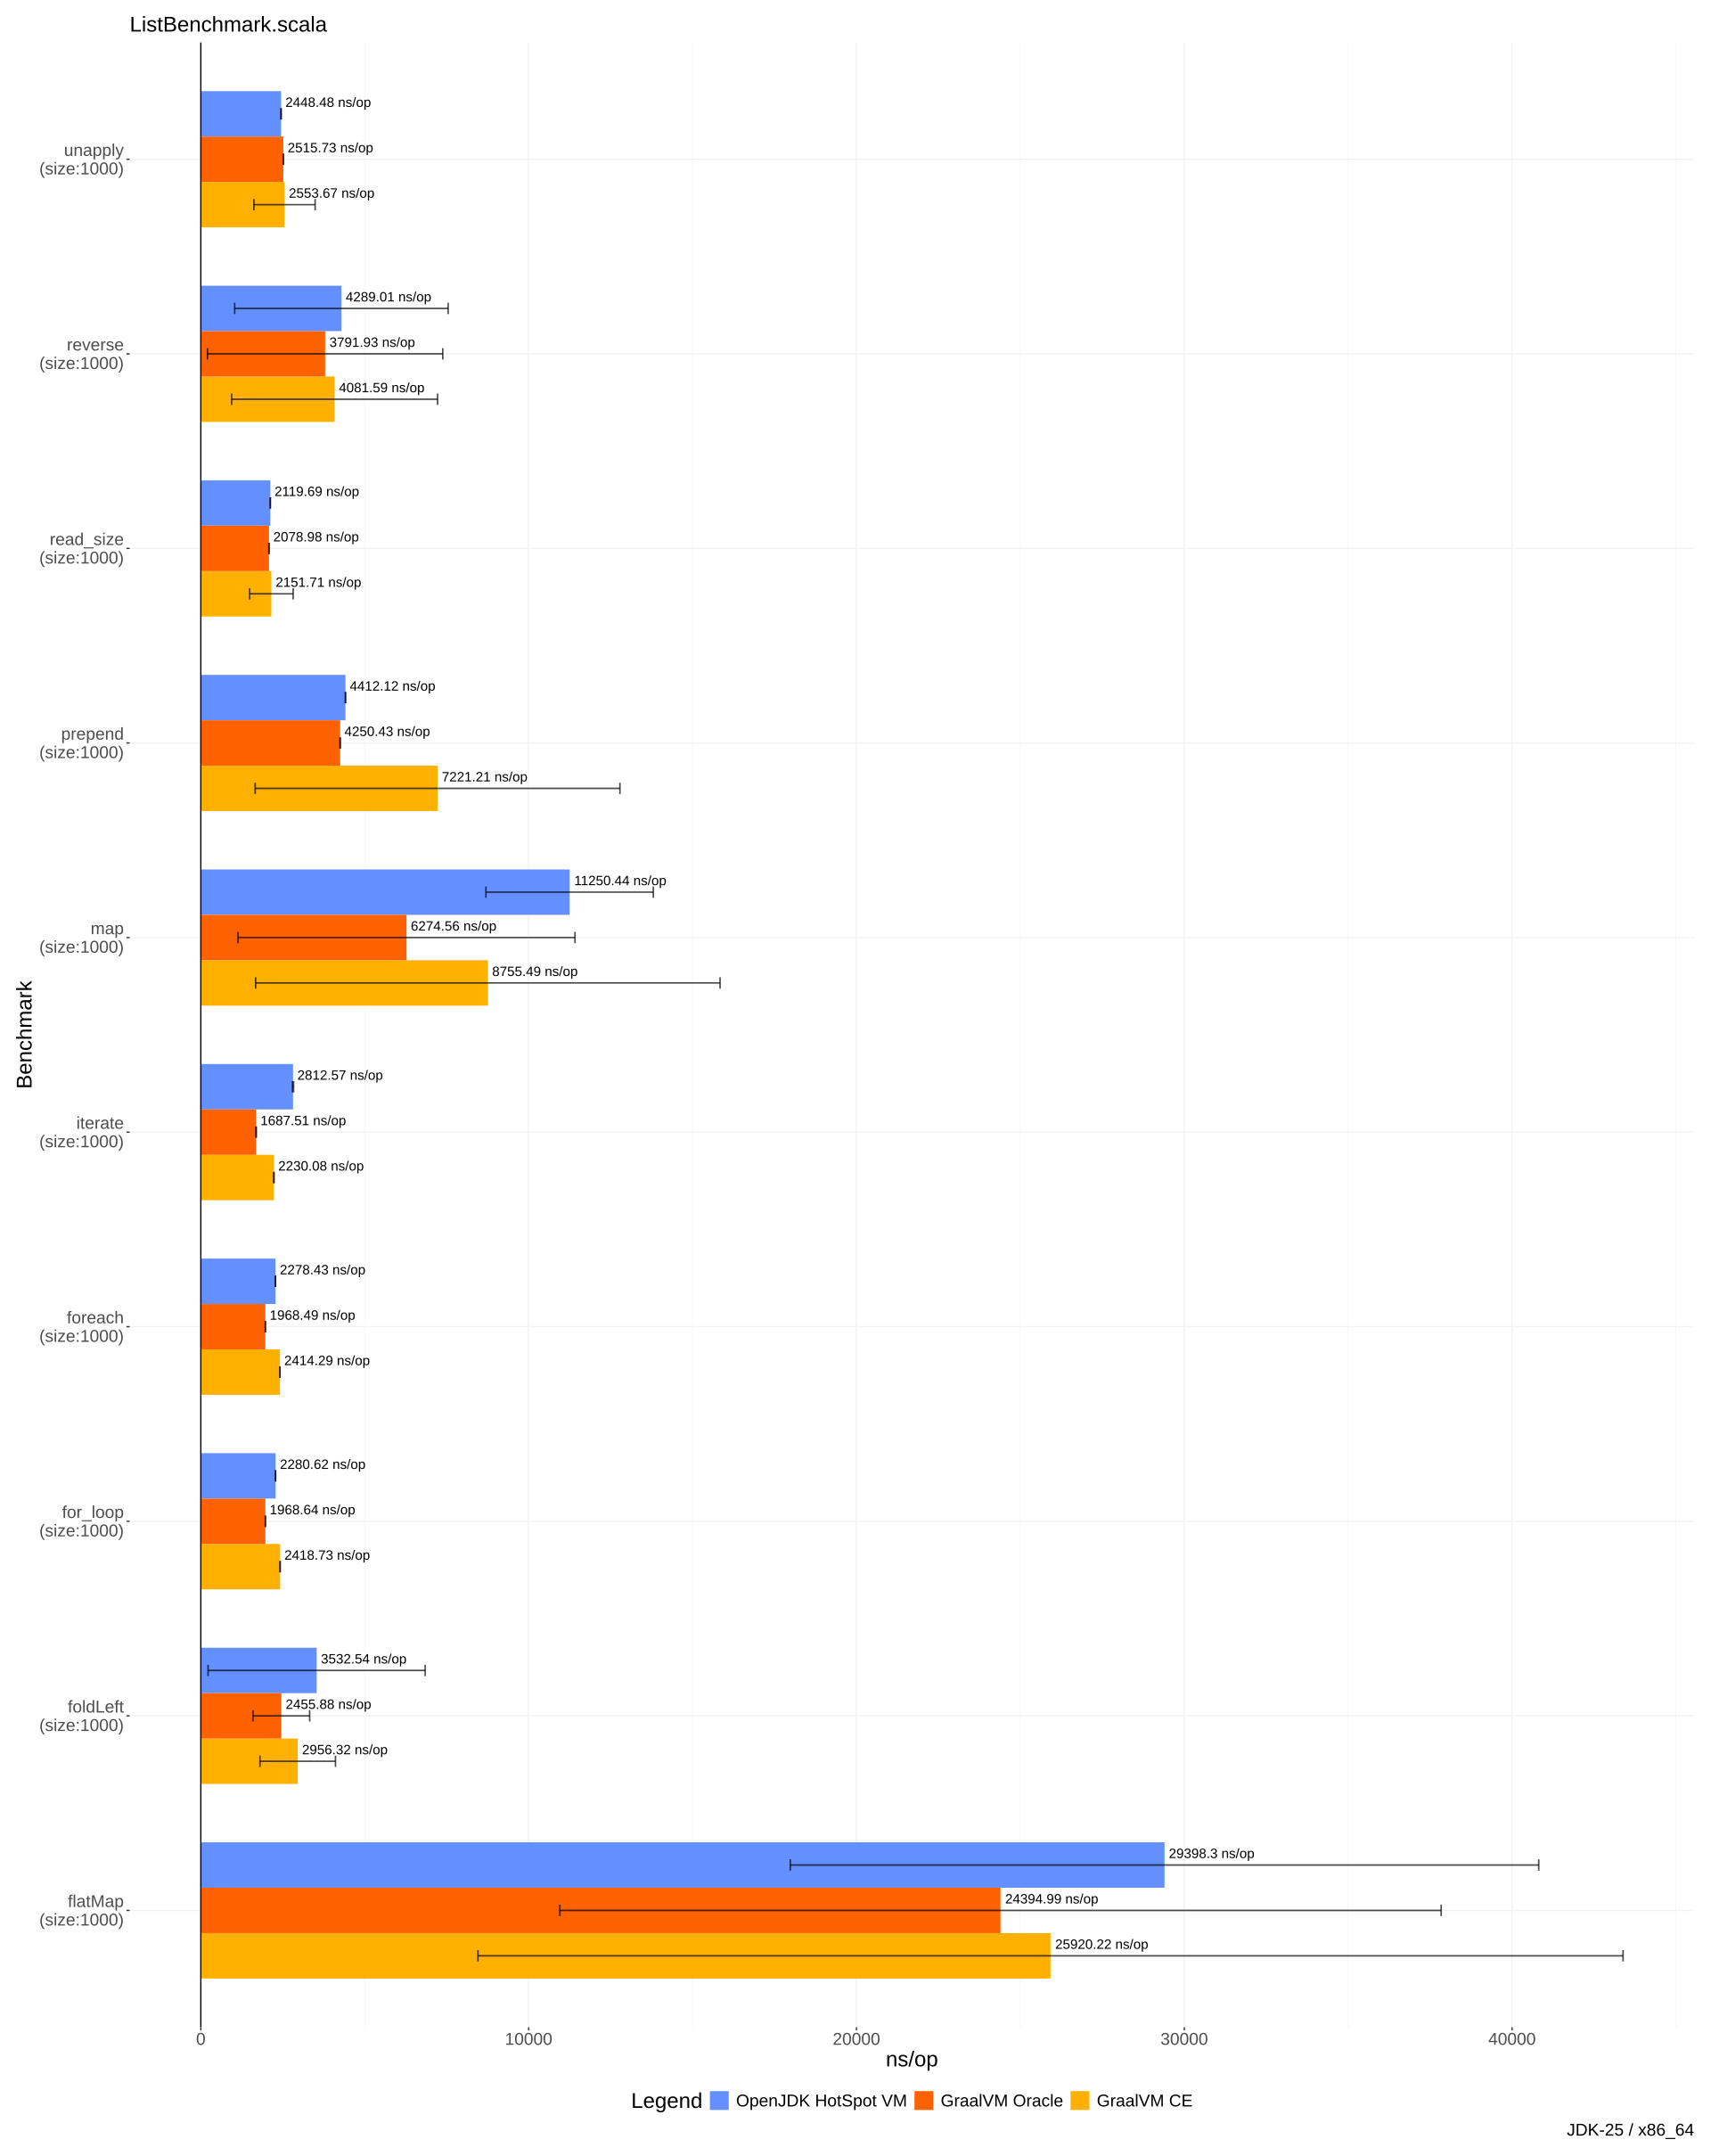 ListBenchmark.scala
Benchmark
unapply
(size:1000)
2448.48 ns/op
2515.73 ns/op
2553.67 ns/op
reverse
(size:1000)
4289.01 ns/op
3791.93 ns/op
4081.59 ns/op
read_size
(size:1000)
2119.69 ns/op
2078.98 ns/op
2151.71 ns/op
prepend
(size:1000)
4412.12 ns/op
4250.43 ns/op
7221.21 ns/op
map
(size:1000)
11250.44 ns/op
6274.56 ns/op
8755.49 ns/op
iterate
(size:1000)
2812.57 ns/op
1687.51 ns/op
2230.08 ns/op
foreach
(size:1000)
2278.43 ns/op
1968.49 ns/op
2414.29 ns/op
for_loop
(size:1000)
2280.62 ns/op
1968.64 ns/op
2418.73 ns/op
foldLeft
(size:1000)
3532.54 ns/op
2455.88 ns/op
2956.32 ns/op
flatMap
(size:1000)
29398.3 ns/op
24394.99 ns/op
25920.22 ns/op
0 10000 20000 30000 40000
ns/op
Legend OpenJDK HotSpot VM GraalVM Oracle GraalVM CE
JDK-25 / x86_64